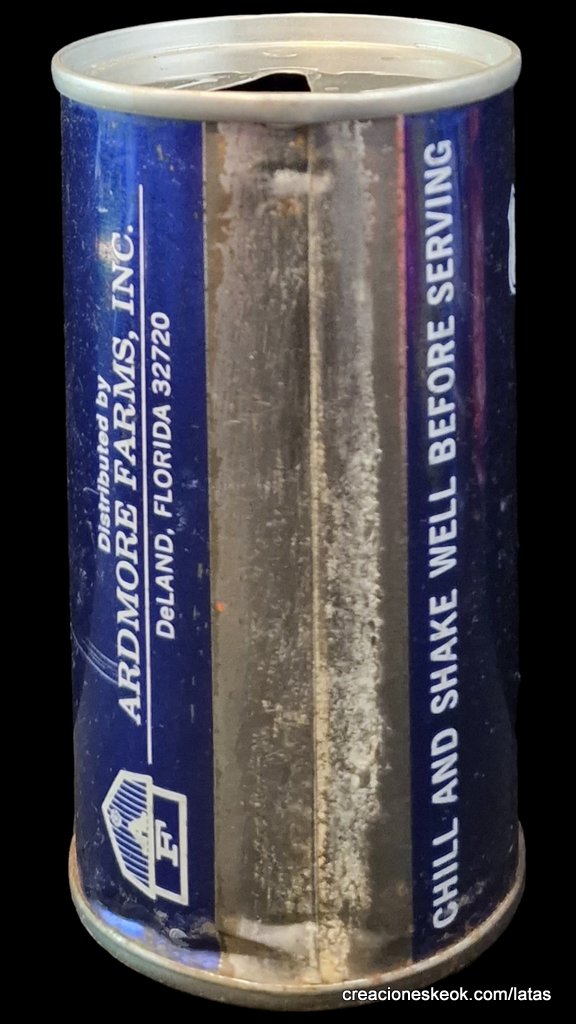 Distributed by
ARDMORE FARMS, INC.
DeLAND, FLORIDA 32720
A
F
®
CHILL AND SHAKE WELL BEFORE SERVING
creacioneskeok.com/latas